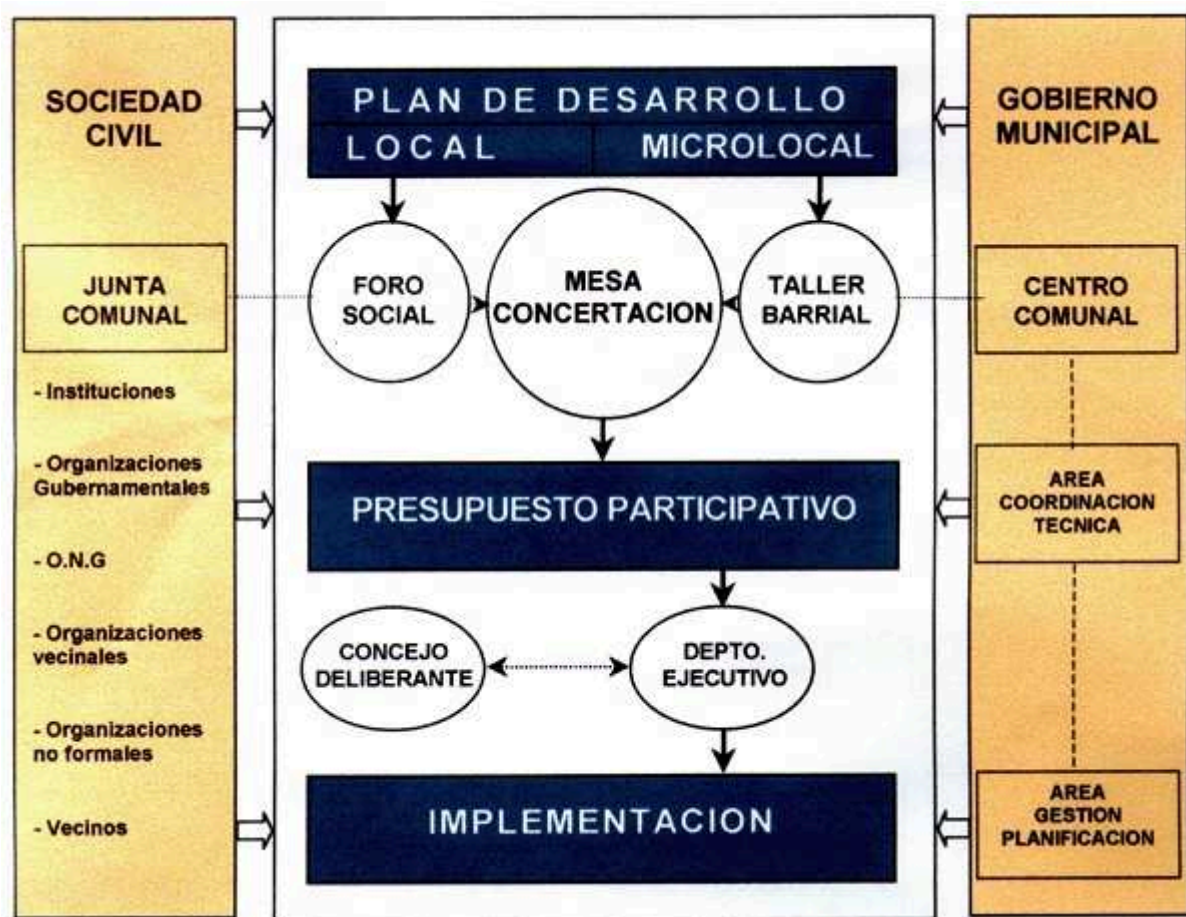 SOCIEDAD
CIVIL
JUNTA
COMUNAL
- Instituciones
- Organizaciones
Gubernamentales
- O.N.G
- Organizaciones
vecinales
- Organizaciones
no formales
- Vecinos
PLAN DE DESARROLLO
LOCAL
MICROLOCAL
FORO
SOCIAL
MESA
CONCERTACION
TALLER
BARRIAL
PRESUPUESTO PARTICIPATIVO
CONCEJO
DELIBERANTE
DEPTO.
EJECUTIVO
IMPLEMENTACION
GOBIERNO
MUNICIPAL
CENTRO
COMUNAL
AREA
COORDINACION
TECNICA
AREA
GESTION
PLANIFICACION